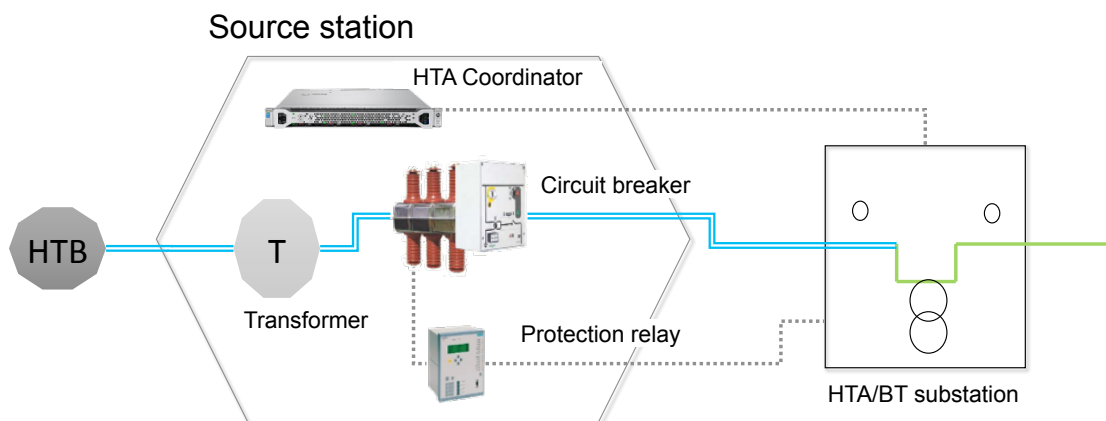 Source station
HTA Coordinator
Circuit breaker
HTB
T
Transformer
Protection relay
HTA/BT substation